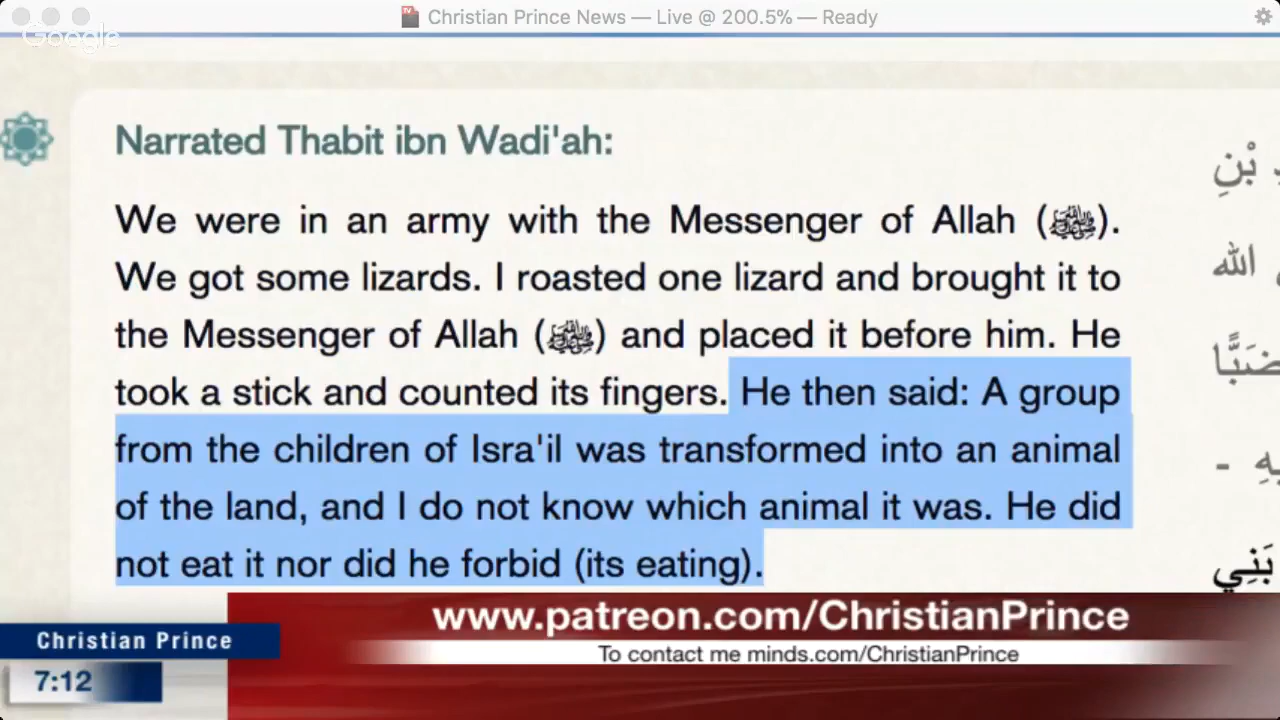 Christian Prince News — Live @ 200.5% — Ready
Google
Narrated Thabit ibn Wadi'ah:
We were in an army with the Messenger of Allah (ﷺ).
We got some lizards. I roasted one lizard and brought it to
the Messenger of Allah (ﷺ) and placed it before him. He
took a stick and counted its fingers. He then said: A group
from the children of Isra'il was transformed into an animal
of the land, and I do not know which animal it was. He did
not eat it nor did he forbid (its eating).
بْنِ
الله
ضَبًّا
بَنِي
www.patreon.com/ChristianPrince
To contact me minds.com/ChristianPrince
Christian Prince
7:12